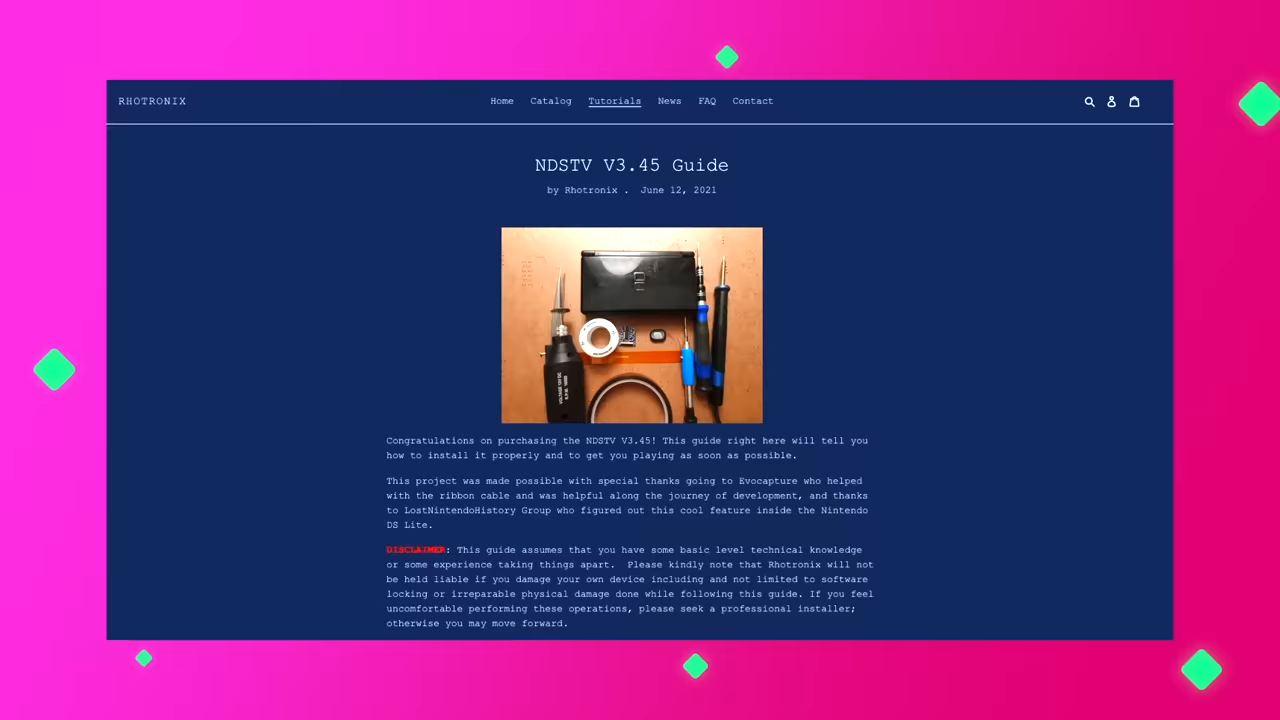 RHOTRONIX
Home Catalog Tutorials News FAQ Contact
NDSTV V3.45 Guide
by Rhotronix . June 12, 2021
Congratulations on purchasing the NDSTV V3.45! This guide right here will tell you
how to install it properly and to get you playing as soon as possible.
This project was made possible with special thanks going to Evocapture who helped
with the ribbon cable and was helpful along the journey of development, and thanks
to LostNintendoHistory Group who figured out this cool feature inside the Nintendo
DS Lite.
DISCLAIMER: This guide assumes that you have some basic level technical knowledge
or some experience taking things apart. Please kindly note that Rhotronix will not
be held liable if you damage your own device including and not limited to software
locking or irreparable physical damage done while following this guide. If you feel
uncomfortable performing these operations, please seek a professional installer;
otherwise you may move forward.